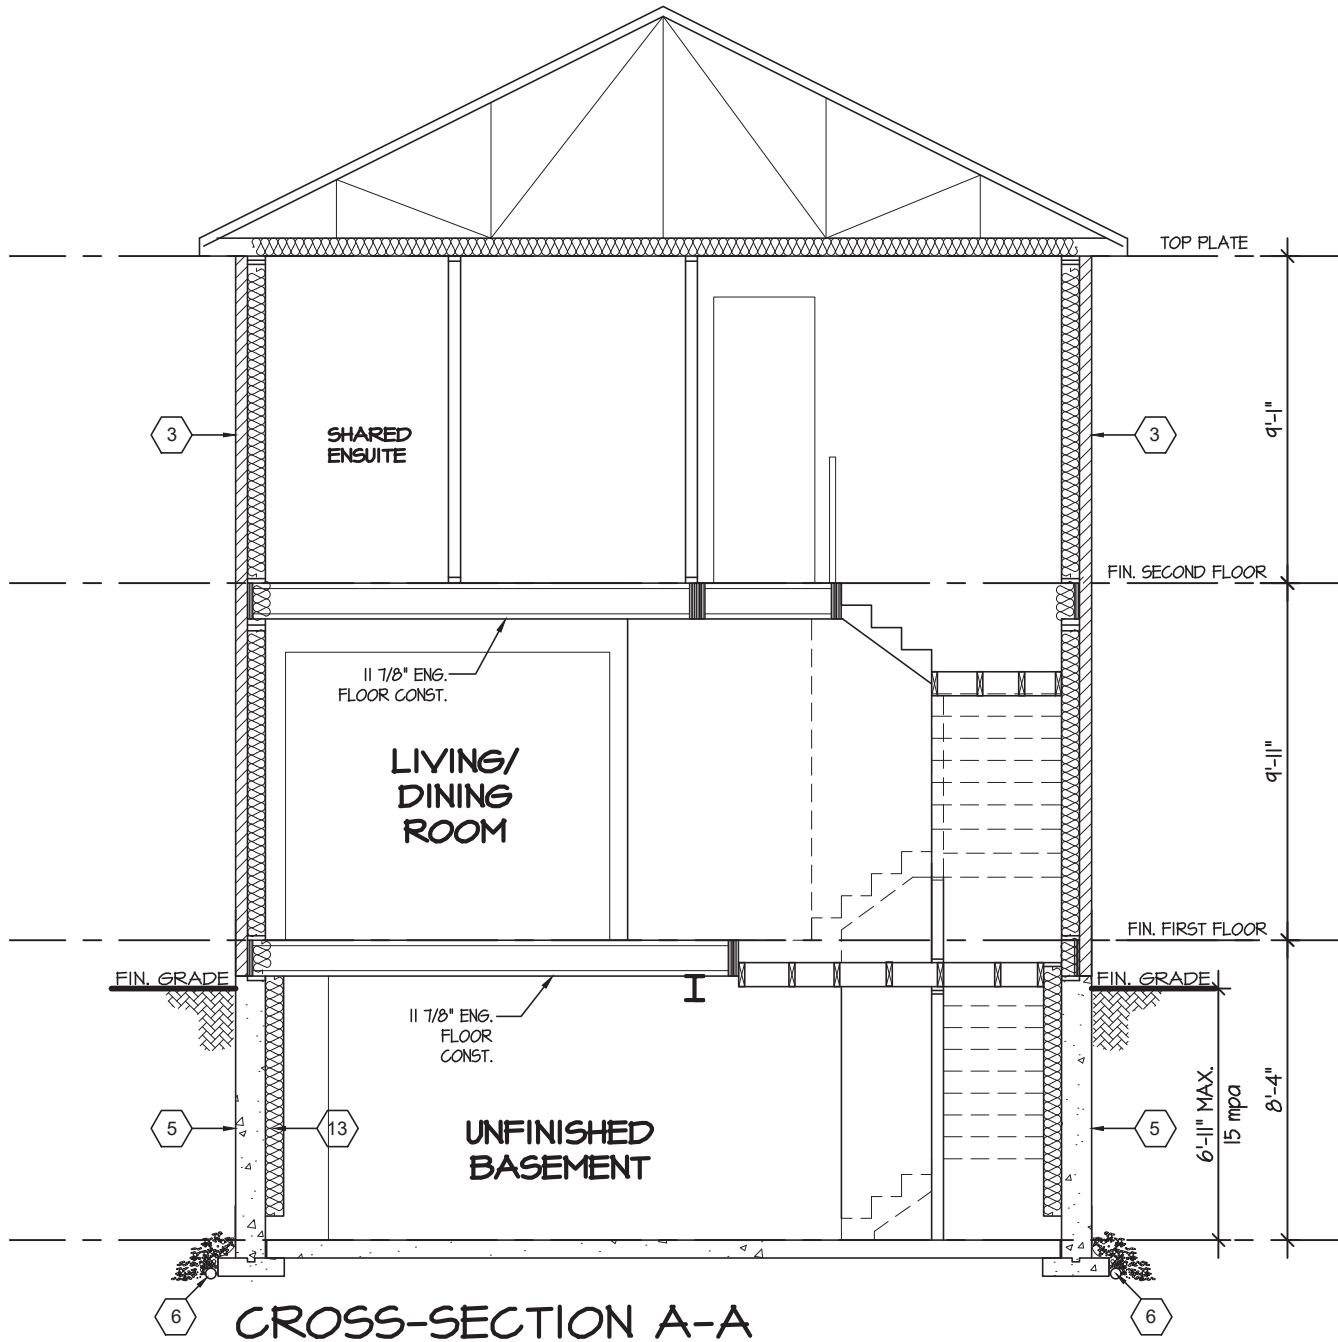 TOP PLATE
9'-1"
3
SHARED
ENSUITE
3
FIN. SECOND FLOOR
11 7/8" ENG.
FLOOR CONST.
LIVING/
DINING
ROOM
9'-11"
FIN. FIRST FLOOR
FIN. GRADE
FIN. GRADE
11 7/8" ENG.
FLOOR
CONST.
6'-11" MAX.
15 mpa
8'-4"
5
13
UNFINISHED
BASEMENT
5
6
6
CROSS-SECTION A-A